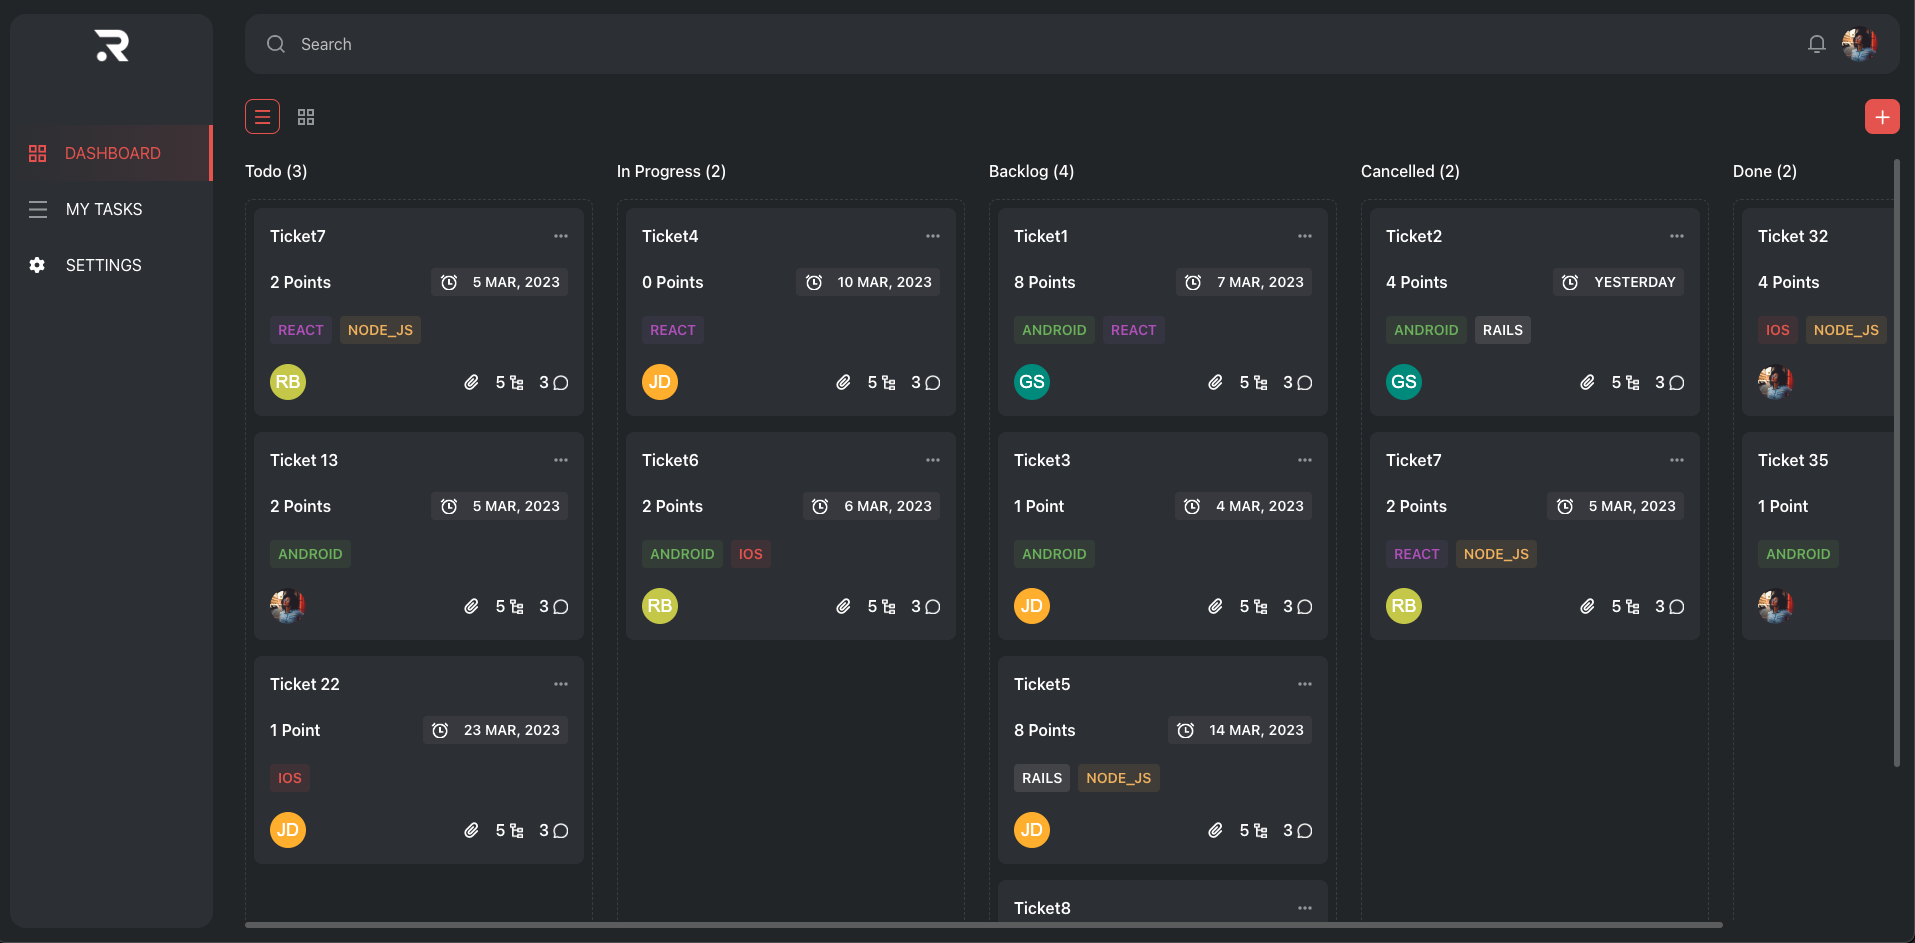 Search
DASHBOARD
MY TASKS
SETTINGS
Todo (3)
Ticket7
2 Points
5 MAR, 2023
REACT NODE_JS
RB 5 3
Ticket 13
2 Points
5 MAR, 2023
ANDROID
5 3
Ticket 22
1 Point
23 MAR, 2023
IOS
JD 5 3
In Progress (2)
Ticket4
0 Points
10 MAR, 2023
REACT
JD 5 3
Ticket6
2 Points
6 MAR, 2023
ANDROID IOS
RB 5 3
Backlog (4)
Ticket1
8 Points
7 MAR, 2023
ANDROID REACT
GS 5 3
Ticket3
1 Point
4 MAR, 2023
ANDROID
JD 5 3
Ticket5
8 Points
14 MAR, 2023
RAILS NODE_JS
JD 5 3
Ticket8
Cancelled (2)
Ticket2
4 Points
YESTERDAY
ANDROID RAILS
GS 5 3
Ticket7
2 Points
5 MAR, 2023
REACT NODE_JS
RB 5 3
Done (2)
Ticket 32
4 Points
IOS NODE_JS
Ticket 35
1 Point
ANDROID